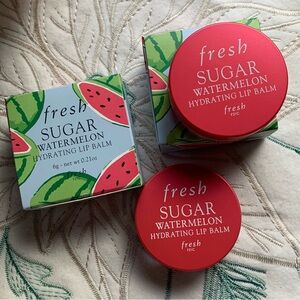 fresh
SUGAR
WATERMELON
HYDRATING LIP BALM
6g - net wt 0.21oz
fresh
SUGAR
WATERMELON
HYDRATING LIP BALM
fresh
fresh
SUGAR
WATERMELON
HYDRATING LIP BALM
fresh